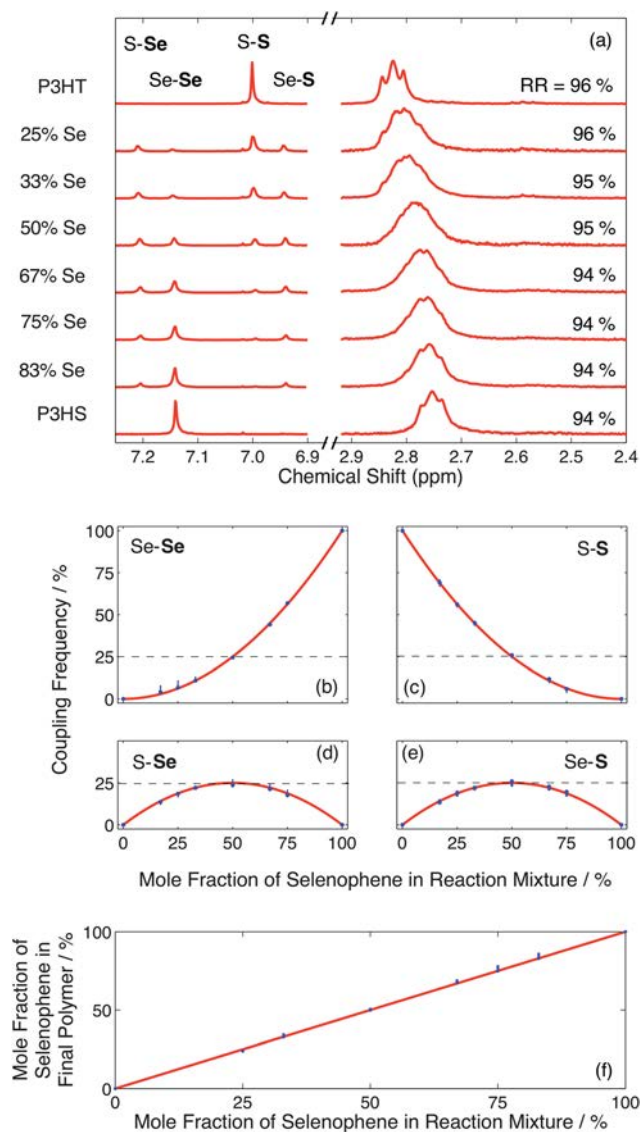 S-Se
Se-Se
S-S
Se-S
(a)
P3HT
RR = 96 %
25% Se
96 %
33% Se
95 %
50% Se
95 %
67% Se
94 %
75% Se
94 %
83% Se
94 %
P3HS
94 %
7.2 7.1 7.0 6.9 2.9 2.8 2.7 2.6 2.5 2.4
Chemical Shift (ppm)
Coupling Frequency / %
100
75
50
25
0
Se-Se
(b)
S-S
(c)
25
0
S-Se
(d)
(e)
Se-S
0 25 50 75 100 0 25 50 75 100
Mole Fraction of Selenophene in Reaction Mixture / %
Mole Fraction of
Selenophene in
Final Polymer / %
100
50
0
(f)
0 25 50 75 100
Mole Fraction of Selenophene in Reaction Mixture / %